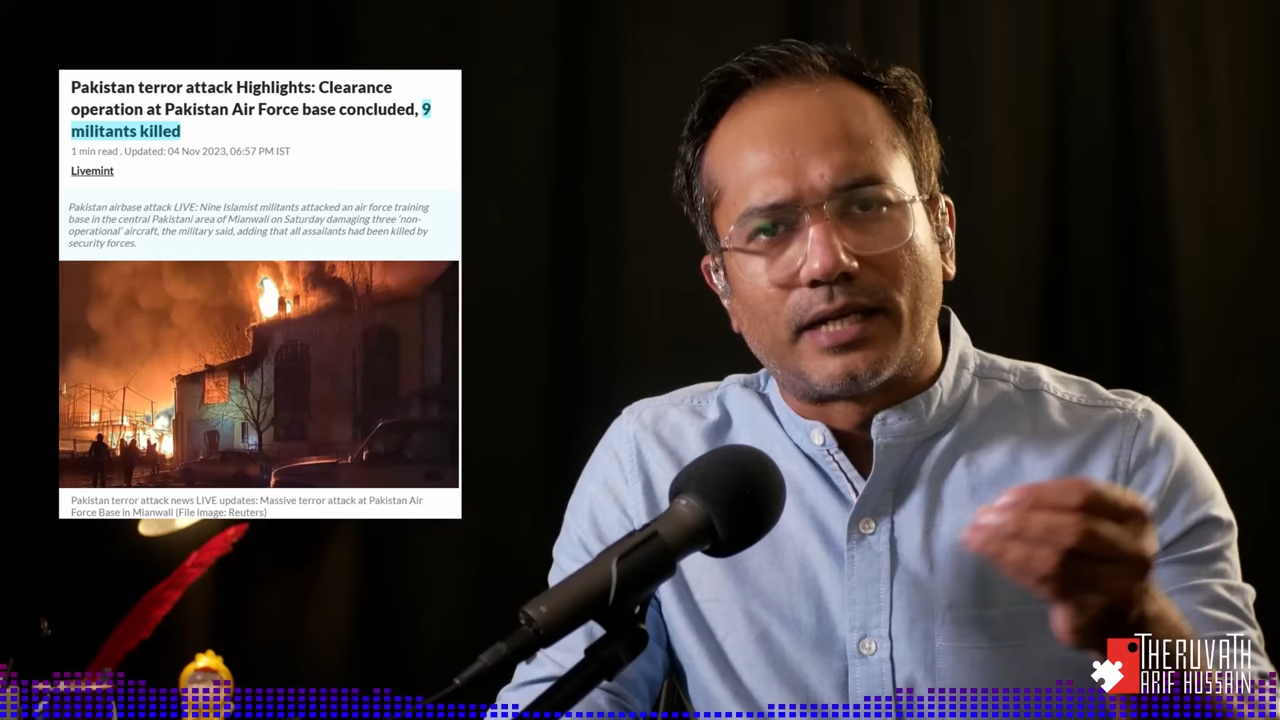 Pakistan terror attack Highlights: Clearance
operation at Pakistan Air Force base concluded, 9
militants killed
1 min read . Updated: 04 Nov 2023, 06:57 PM IST
Livemint
Pakistan airbase attack LIVE: Nine Islamist militants attacked an air force training
base in the central Pakistani area of Mianwali on Saturday damaging three 'non-
operational' aircraft, the military said, adding that all assailants had been killed by
security forces.
Pakistan terror attack news LIVE updates: Massive terror attack at Pakistan Air
Force Base in Mianwali (File image: Reuters)
THERUVATH
ARIF HUSSAIN